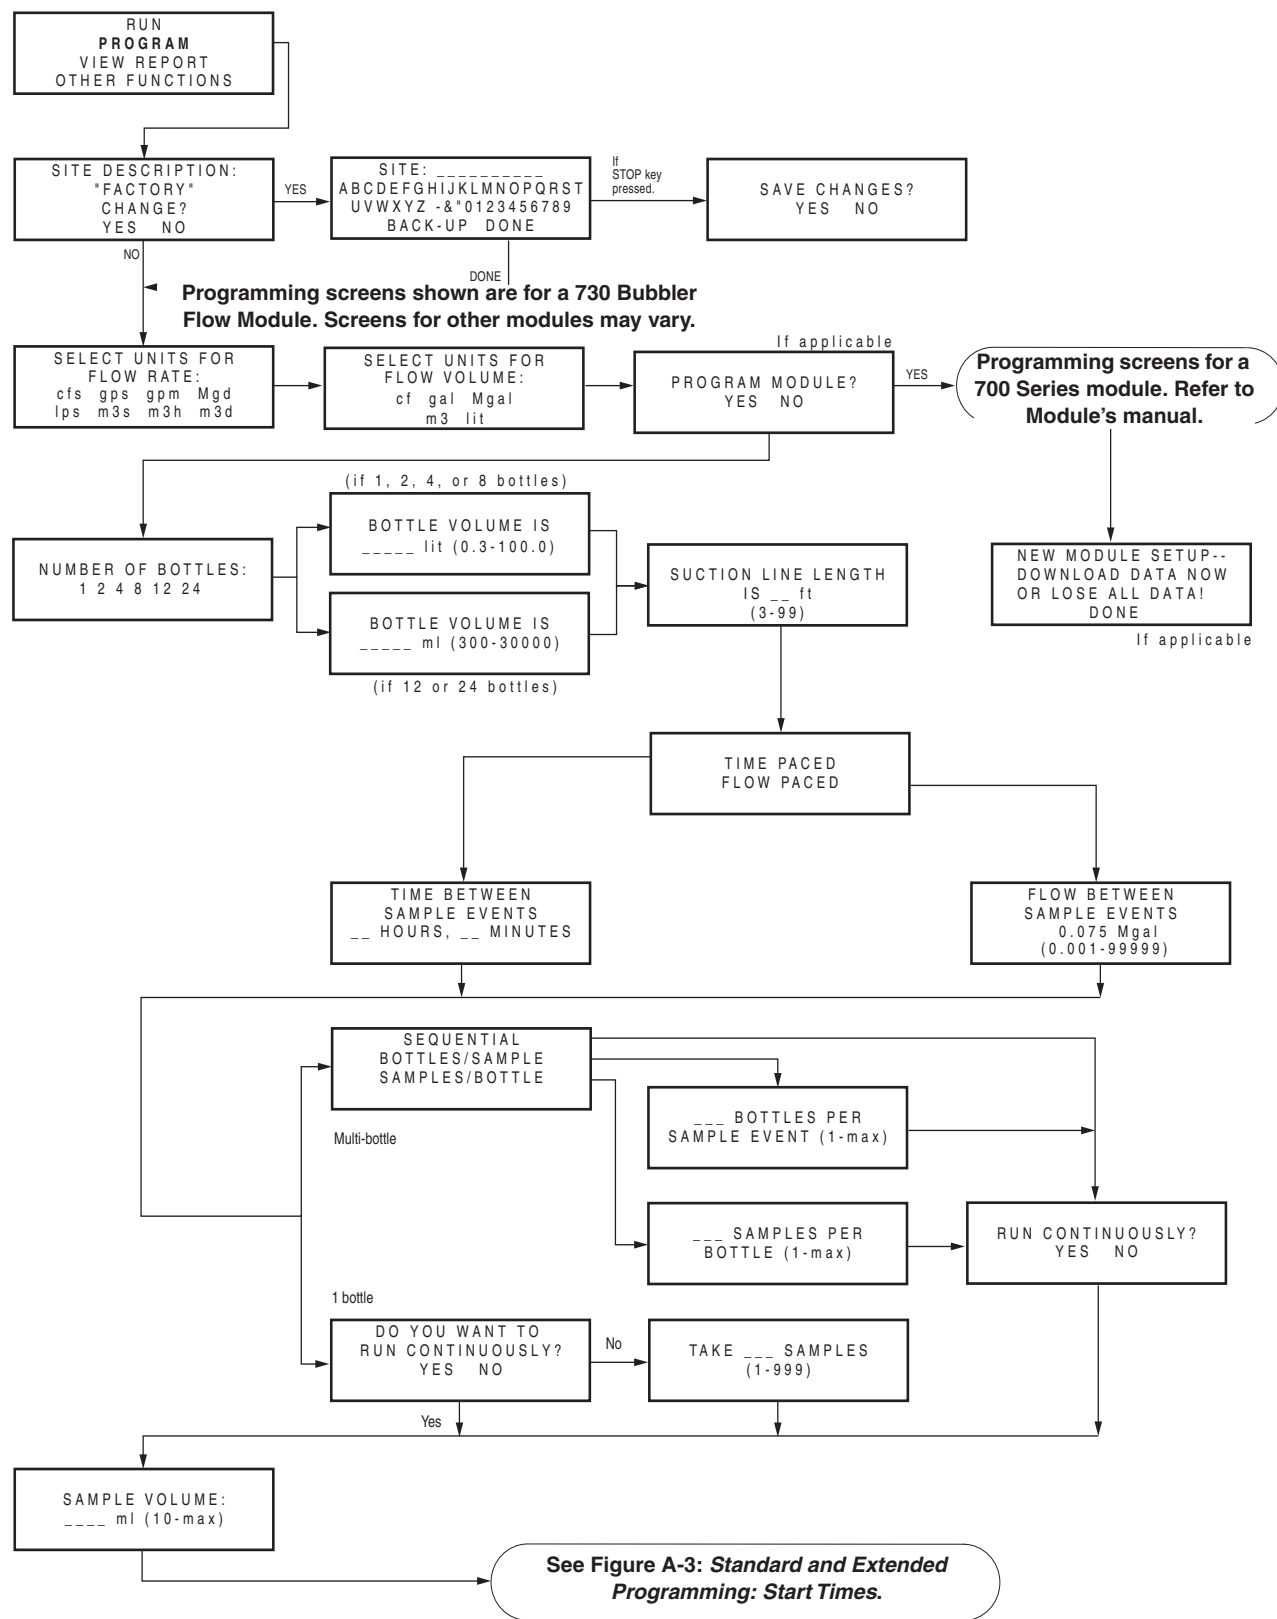 RUN
PROGRAM
VIEW REPORT
OTHER FUNCTIONS
SITE DESCRIPTION:
"FACTORY"
CHANGE?
YES NO
YES
SITE: __________
ABCDEFGHIJKLMNOPQRST
UVWXYZ -&"0123456789
BACK-UP DONE
If
STOP key
pressed.
SAVE CHANGES?
YES NO
NO
DONE
Programming screens shown are for a 730 Bubbler
Flow Module. Screens for other modules may vary.
SELECT UNITS FOR
FLOW RATE:
cfs gps gpm Mgd
lps m3s m3h m3d
SELECT UNITS FOR
FLOW VOLUME:
cf gal Mgal
m3 lit
If applicable
PROGRAM MODULE?
YES NO
YES
Programming screens for a
700 Series module. Refer to
Module's manual.
NUMBER OF BOTTLES:
1 2 4 8 12 24
(if 1, 2, 4, or 8 bottles)
BOTTLE VOLUME IS
_____ lit (0.3-100.0)
BOTTLE VOLUME IS
_____ ml (300-30000)
(if 12 or 24 bottles)
SUCTION LINE LENGTH
IS __ ft
(3-99)
NEW MODULE SETUP--
DOWNLOAD DATA NOW
OR LOSE ALL DATA!
DONE
If applicable
TIME PACED
FLOW PACED
TIME BETWEEN
SAMPLE EVENTS
__ HOURS, __ MINUTES
FLOW BETWEEN
SAMPLE EVENTS
0.075 Mgal
(0.001-99999)
SEQUENTIAL
BOTTLES/SAMPLE
SAMPLES/BOTTLE
Multi-bottle
___ BOTTLES PER
SAMPLE EVENT (1-max)
___ SAMPLES PER
BOTTLE (1-max)
RUN CONTINUOUSLY?
YES NO
1 bottle
DO YOU WANT TO
RUN CONTINUOUSLY?
YES NO
No
TAKE ___ SAMPLES
(1-999)
Yes
SAMPLE VOLUME:
____ ml (10-max)
See Figure A-3: Standard and Extended
Programming: Start Times.